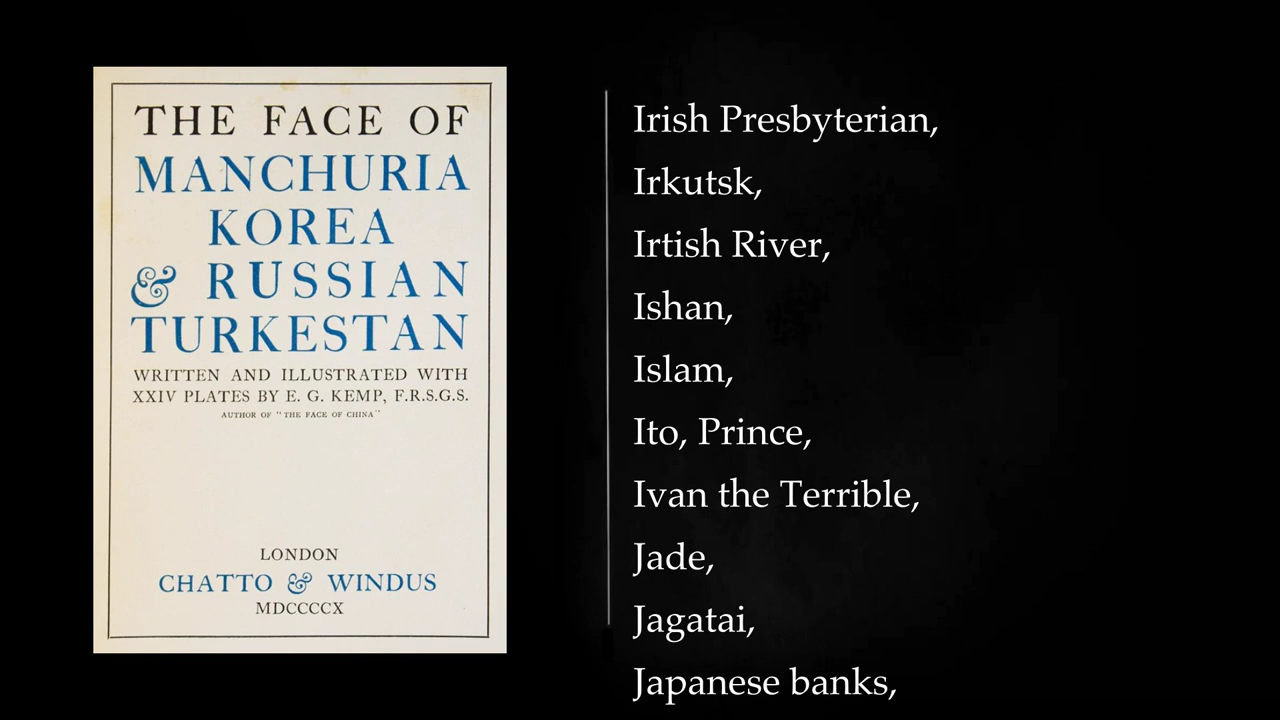 THE FACE OF
MANCHURIA
KOREA
& RUSSIAN
TURKESTAN
WRITTEN AND ILLUSTRATED WITH
XXIV PLATES BY E. G. KEMP, F.R.S.G.S.
AUTHOR OF "THE FACE OF CHINA"
LONDON
CHATTO & WINDUS
MDCCCCX
Irish Presbyterian,
Irkutsk,
Irtish River,
Ishan,
Islam,
Ito, Prince,
Ivan the Terrible,
Jade,
Jagatai,
Japanese banks,